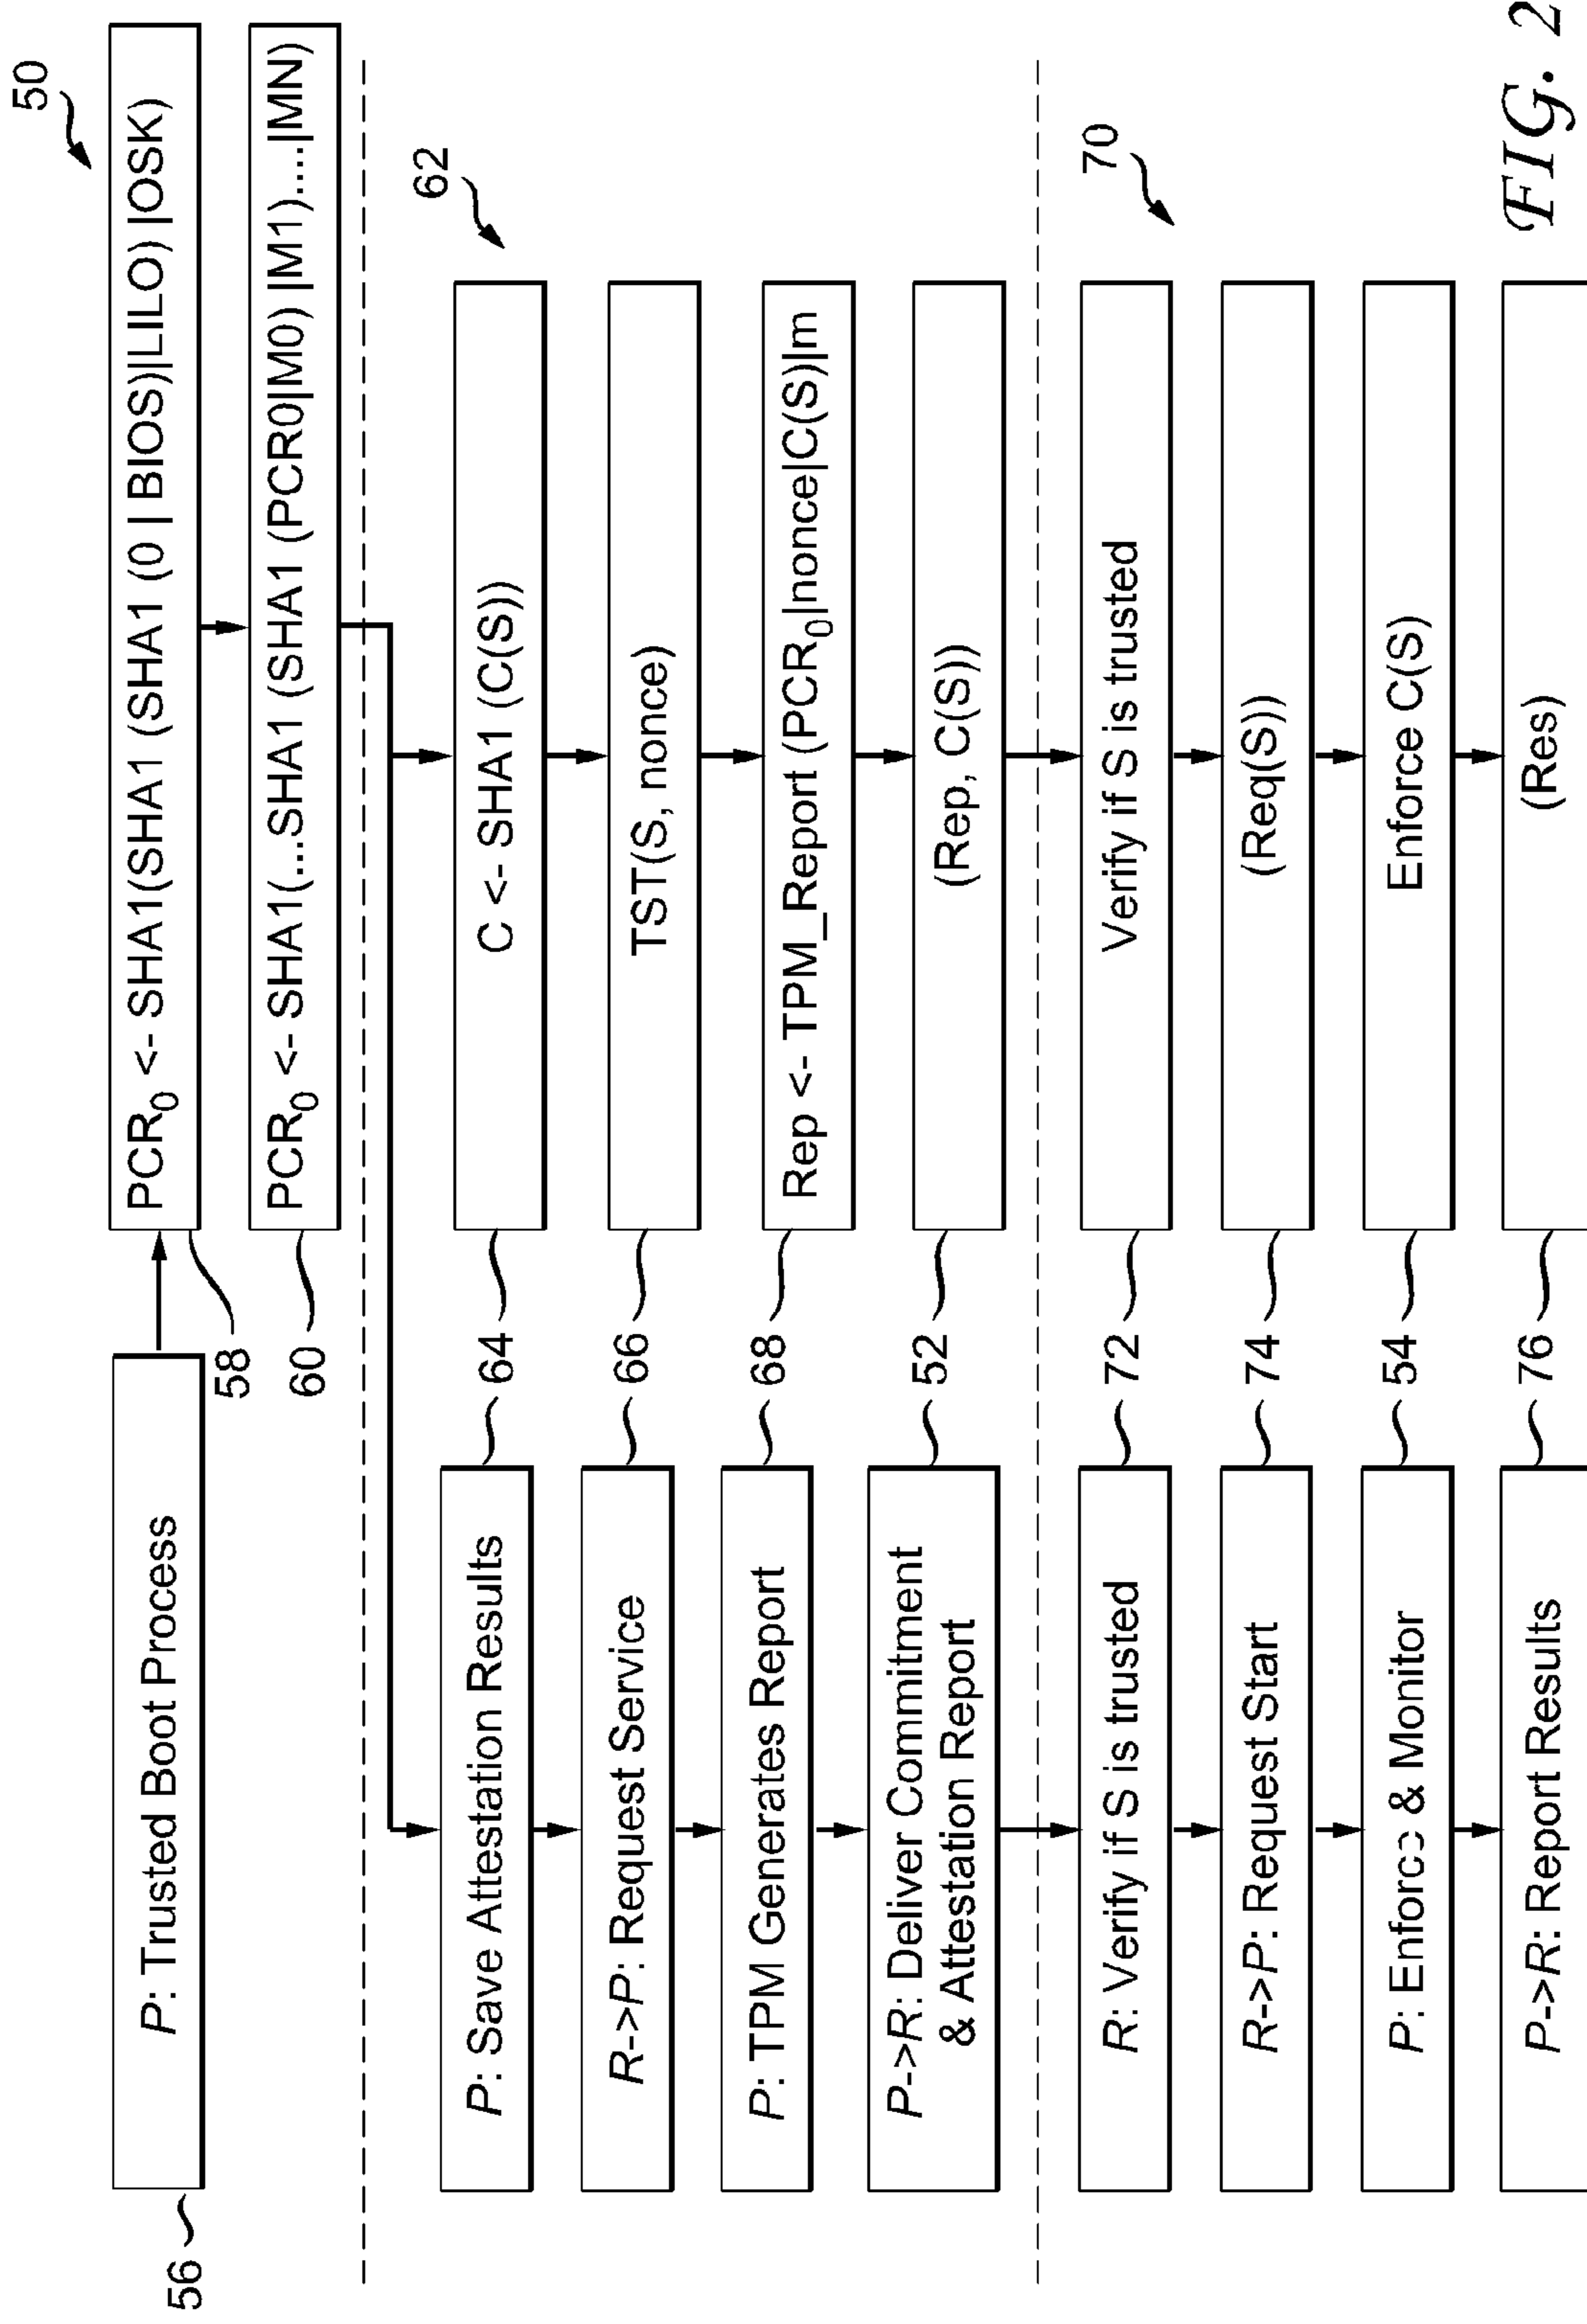 50
56
P: Trusted Boot Process
PCR0 <- SHA1(SHA1 (SHA1 (0 | BIOS)|LILO) |OSK)
58
PCR0 <- SHA1(...SHA1 (SHA1 (PCR0|M0) |M1)....|MN)
60
62
P: Save Attestation Results
64
C <- SHA1 (C(S))
R->P: Request Service
66
TST(S, nonce)
P: TPM Generates Report
68
Rep <- TPM_Report (PCR0|nonce|C(S)|m
P->R: Deliver Commitment
& Attestation Report
52
(Rep, C(S))
70
R: Verify if S is trusted
72
Verify if S is trusted
R->P: Request Start
74
(Req(S))
P: Enforce & Monitor
54
Enforce C(S)
P->R: Report Results
76
(Res)
FIG. 2